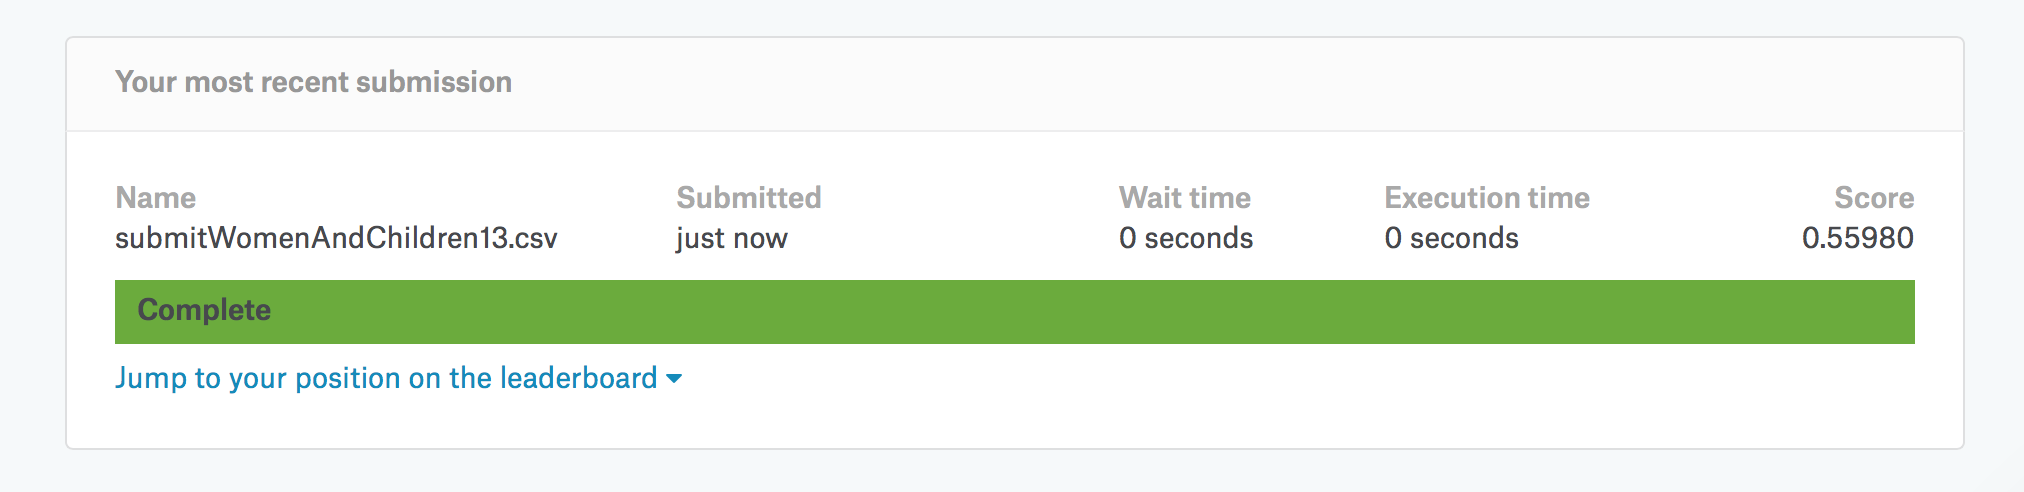 Your most recent submission
Name Submitted Wait time Execution time Score
submitWomenAndChildren13.csv just now 0 seconds 0 seconds 0.55980
Complete
Jump to your position on the leaderboard